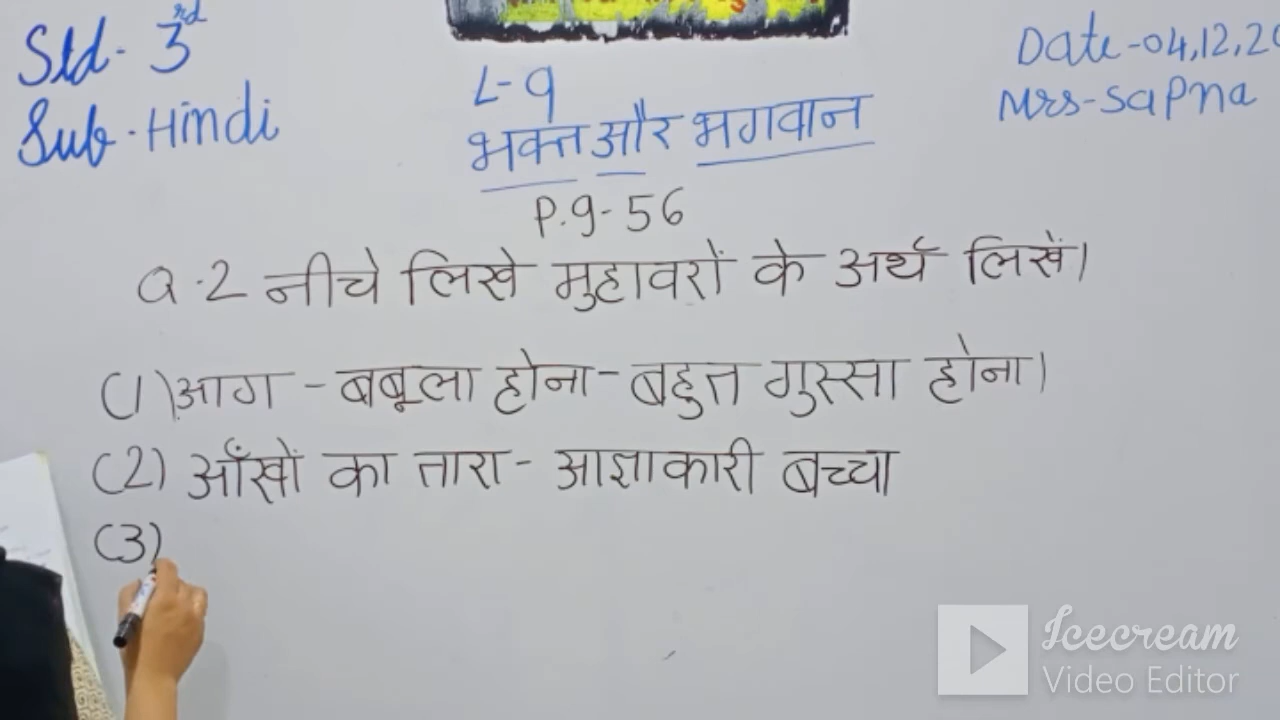 Std- 3rd
Sub-Hindi
L-9
भक्त और भगवान
Date-04,12,20
Mrs-Sapna
P.g-56
Q.2 नीचे लिखे मुहावरों के अर्थ लिखें।
(1) आग - बबूला होना - बहुत गुस्सा होना।
(2) आँखों का तारा - आज्ञाकारी बच्चा
(3)
Icecream
Video Editor